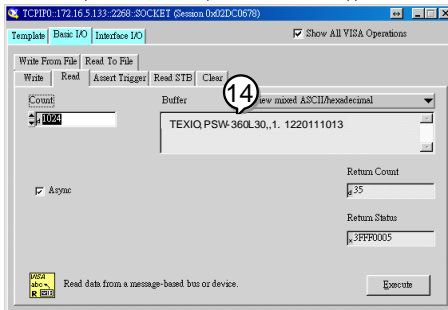 TCPIP0::172.16.5.133::2268::SOCKET (Session 0x02DC0678)
Template Basic I/O Interface I/O
Show All VISA Operations
Write From File Read To File
Write Read Assert Trigger Read STB Clear
Count
Buffer
14
ew mixed ASCII/hexadecimal
1024
TEXIO, PSW-360L30,,1. 1220111013
Return Count
Async
d 35
Return Status
x 3FFF0005
VISA
abc
R
Read data from a message-based bus or device.
Execute